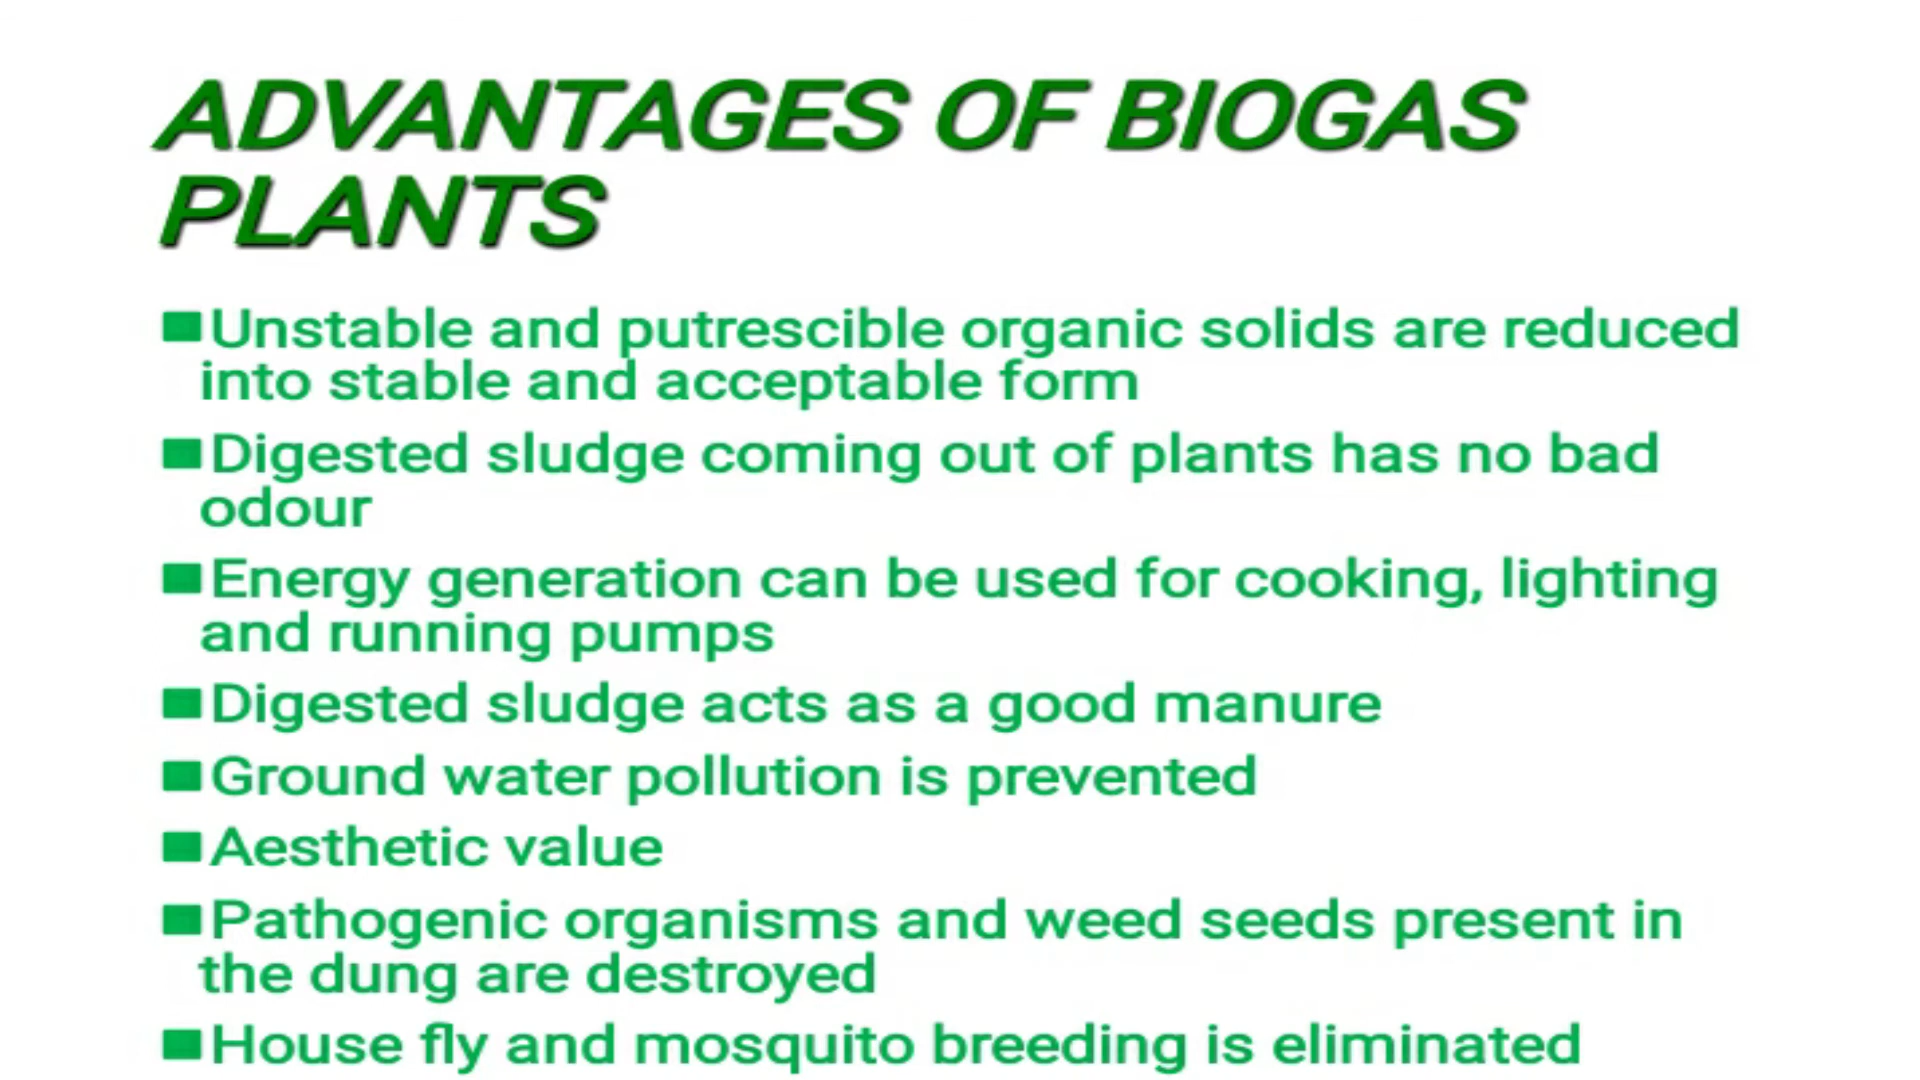 ADVANTAGES OF BIOGAS
PLANTS
Unstable and putrescible organic solids are reduced
into stable and acceptable form
Digested sludge coming out of plants has no bad
odour
Energy generation can be used for cooking, lighting
and running pumps
Digested sludge acts as a good manure
Ground water pollution is prevented
Aesthetic value
Pathogenic organisms and weed seeds present in
the dung are destroyed
House fly and mosquito breeding is eliminated